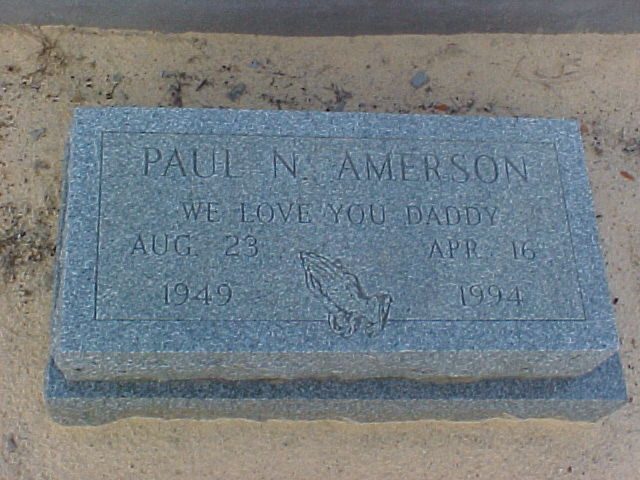 PAUL N. AMERSON
WE LOVE YOU DADDY
AUG. 23 APR. 16
1949 1994